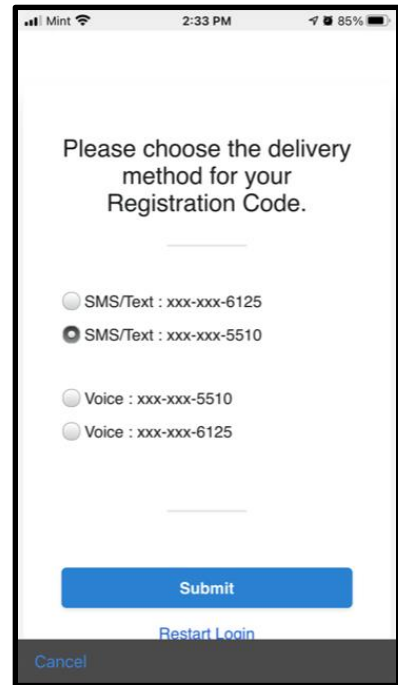 Mint 2:33 PM 85%
Please choose the delivery
method for your
Registration Code.
SMS/Text : xxx-xxx-6125
SMS/Text : xxx-xxx-5510
Voice : xxx-xxx-5510
Voice : xxx-xxx-6125
Submit
Restart Login
Cancel